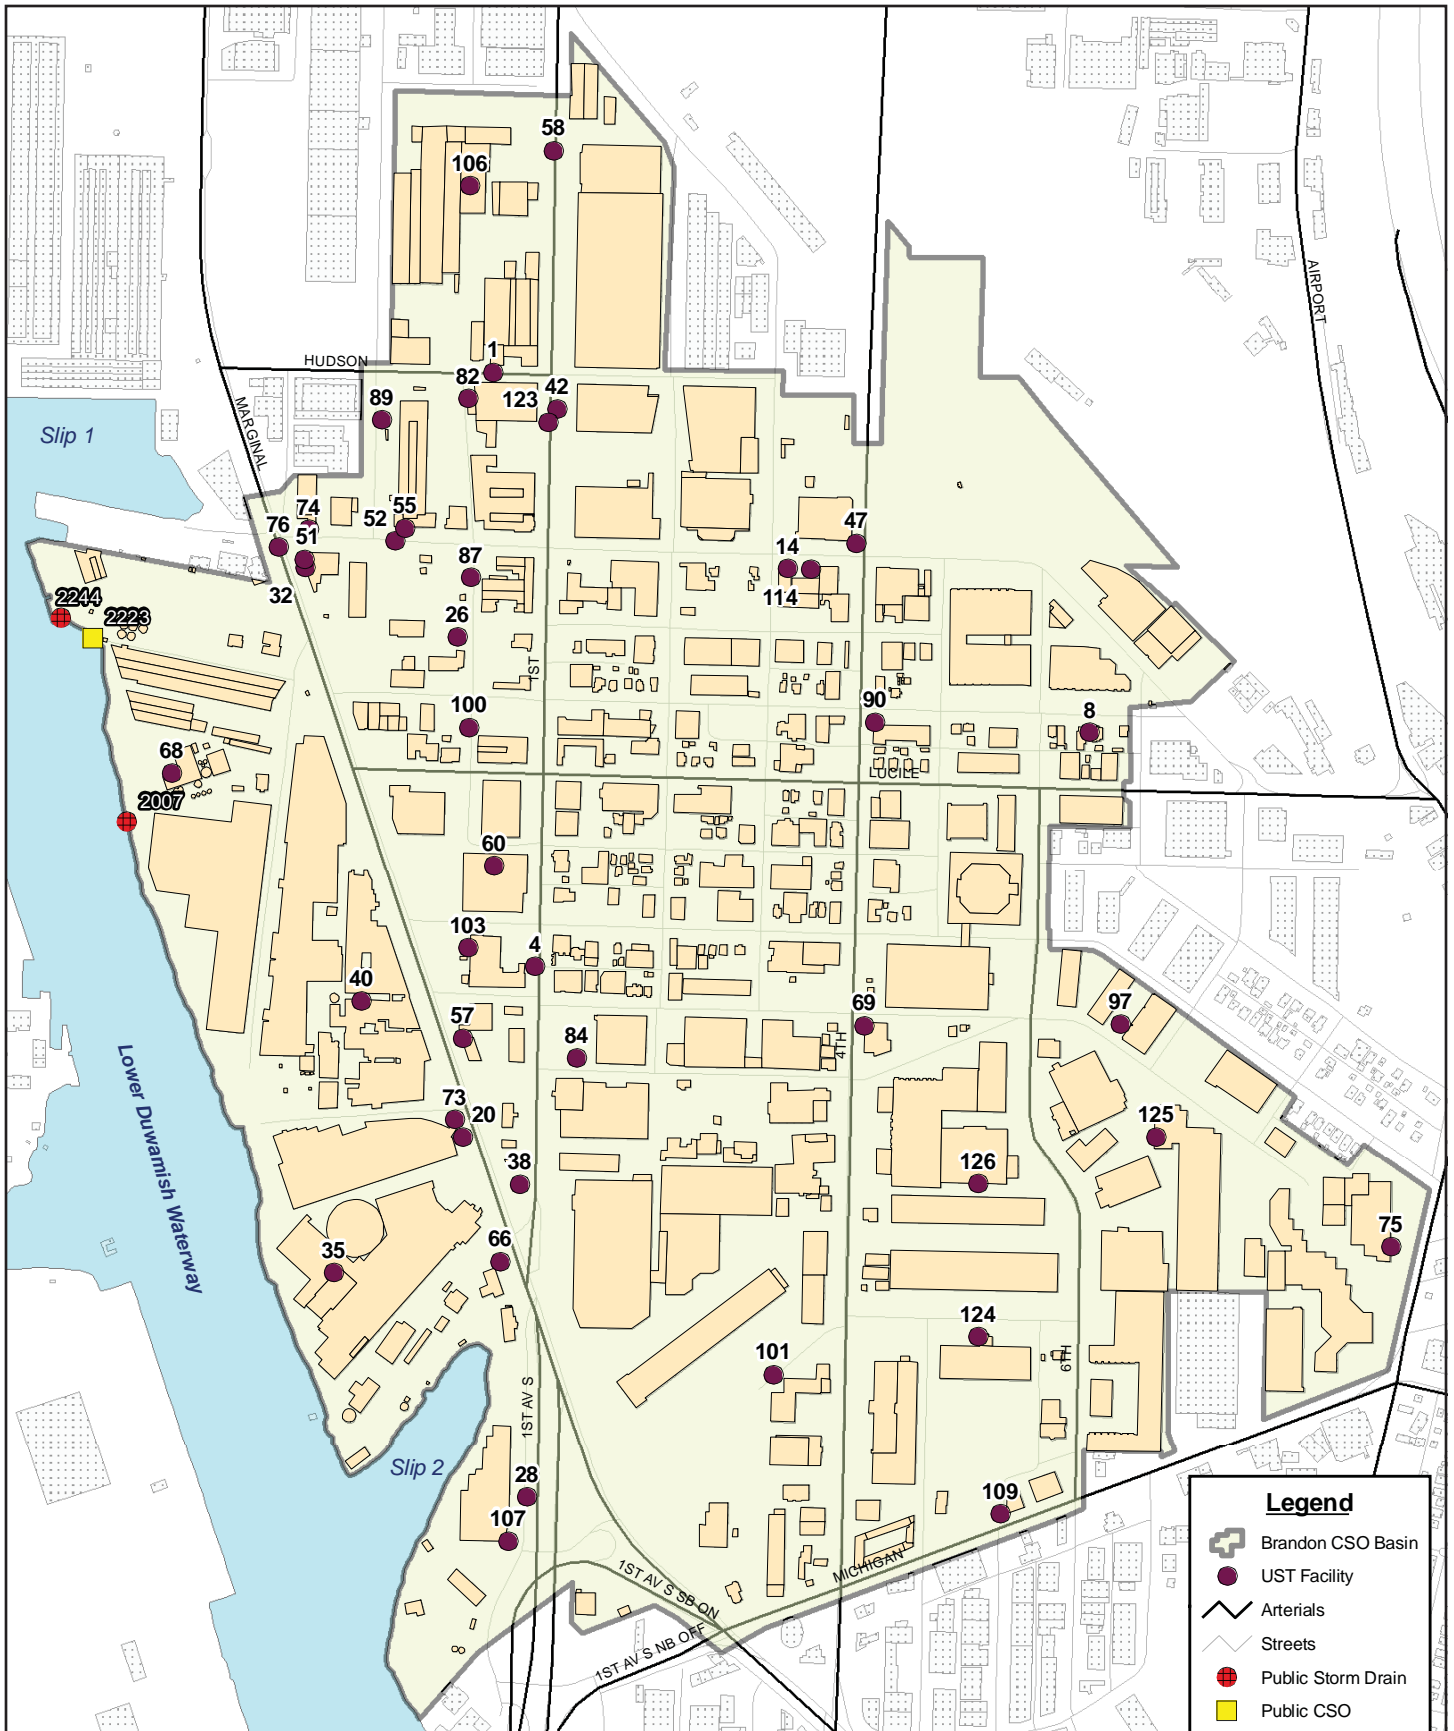 58
106
HUDSON
1
82
123
42
89
AIRPORT
MARGINAL
Slip 1
74
55
76
52
51
47
32
87
14
114
2244
2223
26
1ST
100
90
8
68
LUCILE
2007
60
103
4
40
57
84
69
4TH
97
Lower Duwamish Waterway
73
20
125
38
126
66
35
75
124
101
6TH
1ST AV S
Slip 2
28
107
109
MICHIGAN
1ST AV S SB ON
1ST AV S NB OFF
Legend
Brandon CSO Basin
UST Facility
Arterials
Streets
Public Storm Drain
Public CSO